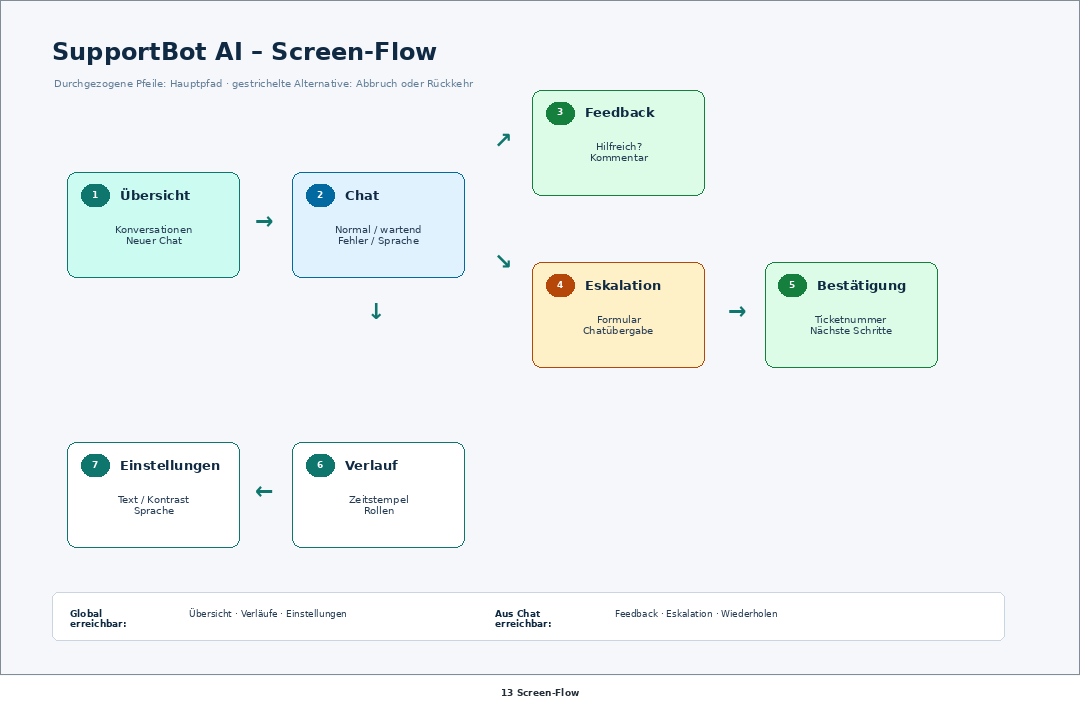 SupportBot AI – Screen-Flow
Durchgezogene Pfeile: Hauptpfad · gestrichelte Alternative: Abbruch oder Rückkehr
3 Feedback
Hilfreich?
Kommentar
1 Übersicht
Konversationen
Neuer Chat
→
2 Chat
Normal / wartend
Fehler / Sprache
↗
↘
↓
4 Eskalation
Formular
Chatübergabe
→
5 Bestätigung
Ticketnummer
Nächste Schritte
7 Einstellungen
Text / Kontrast
Sprache
←
6 Verlauf
Zeitstempel
Rollen
Global
erreichbar:
Übersicht · Verläufe · Einstellungen
Aus Chat
erreichbar:
Feedback · Eskalation · Wiederholen
13 Screen-Flow